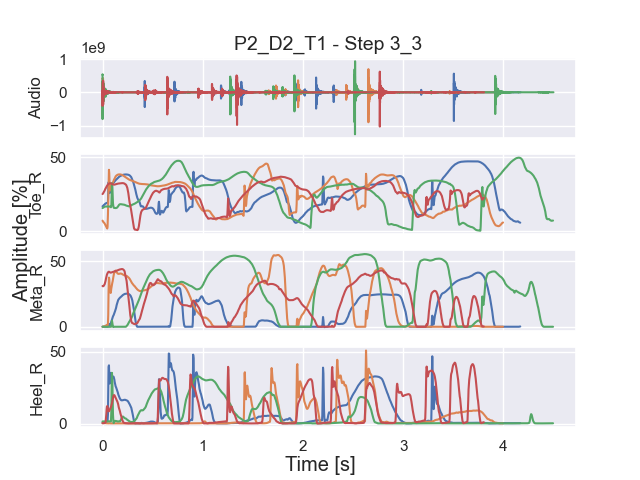 P2_D2_T1 - Step 3_3
1e9
1
0
−1
Audio
50
0
Toe_R
Amplitude [%]
50
0
Meta_R
50
0
Heel_R
0 1 2 3 4
Time [s]